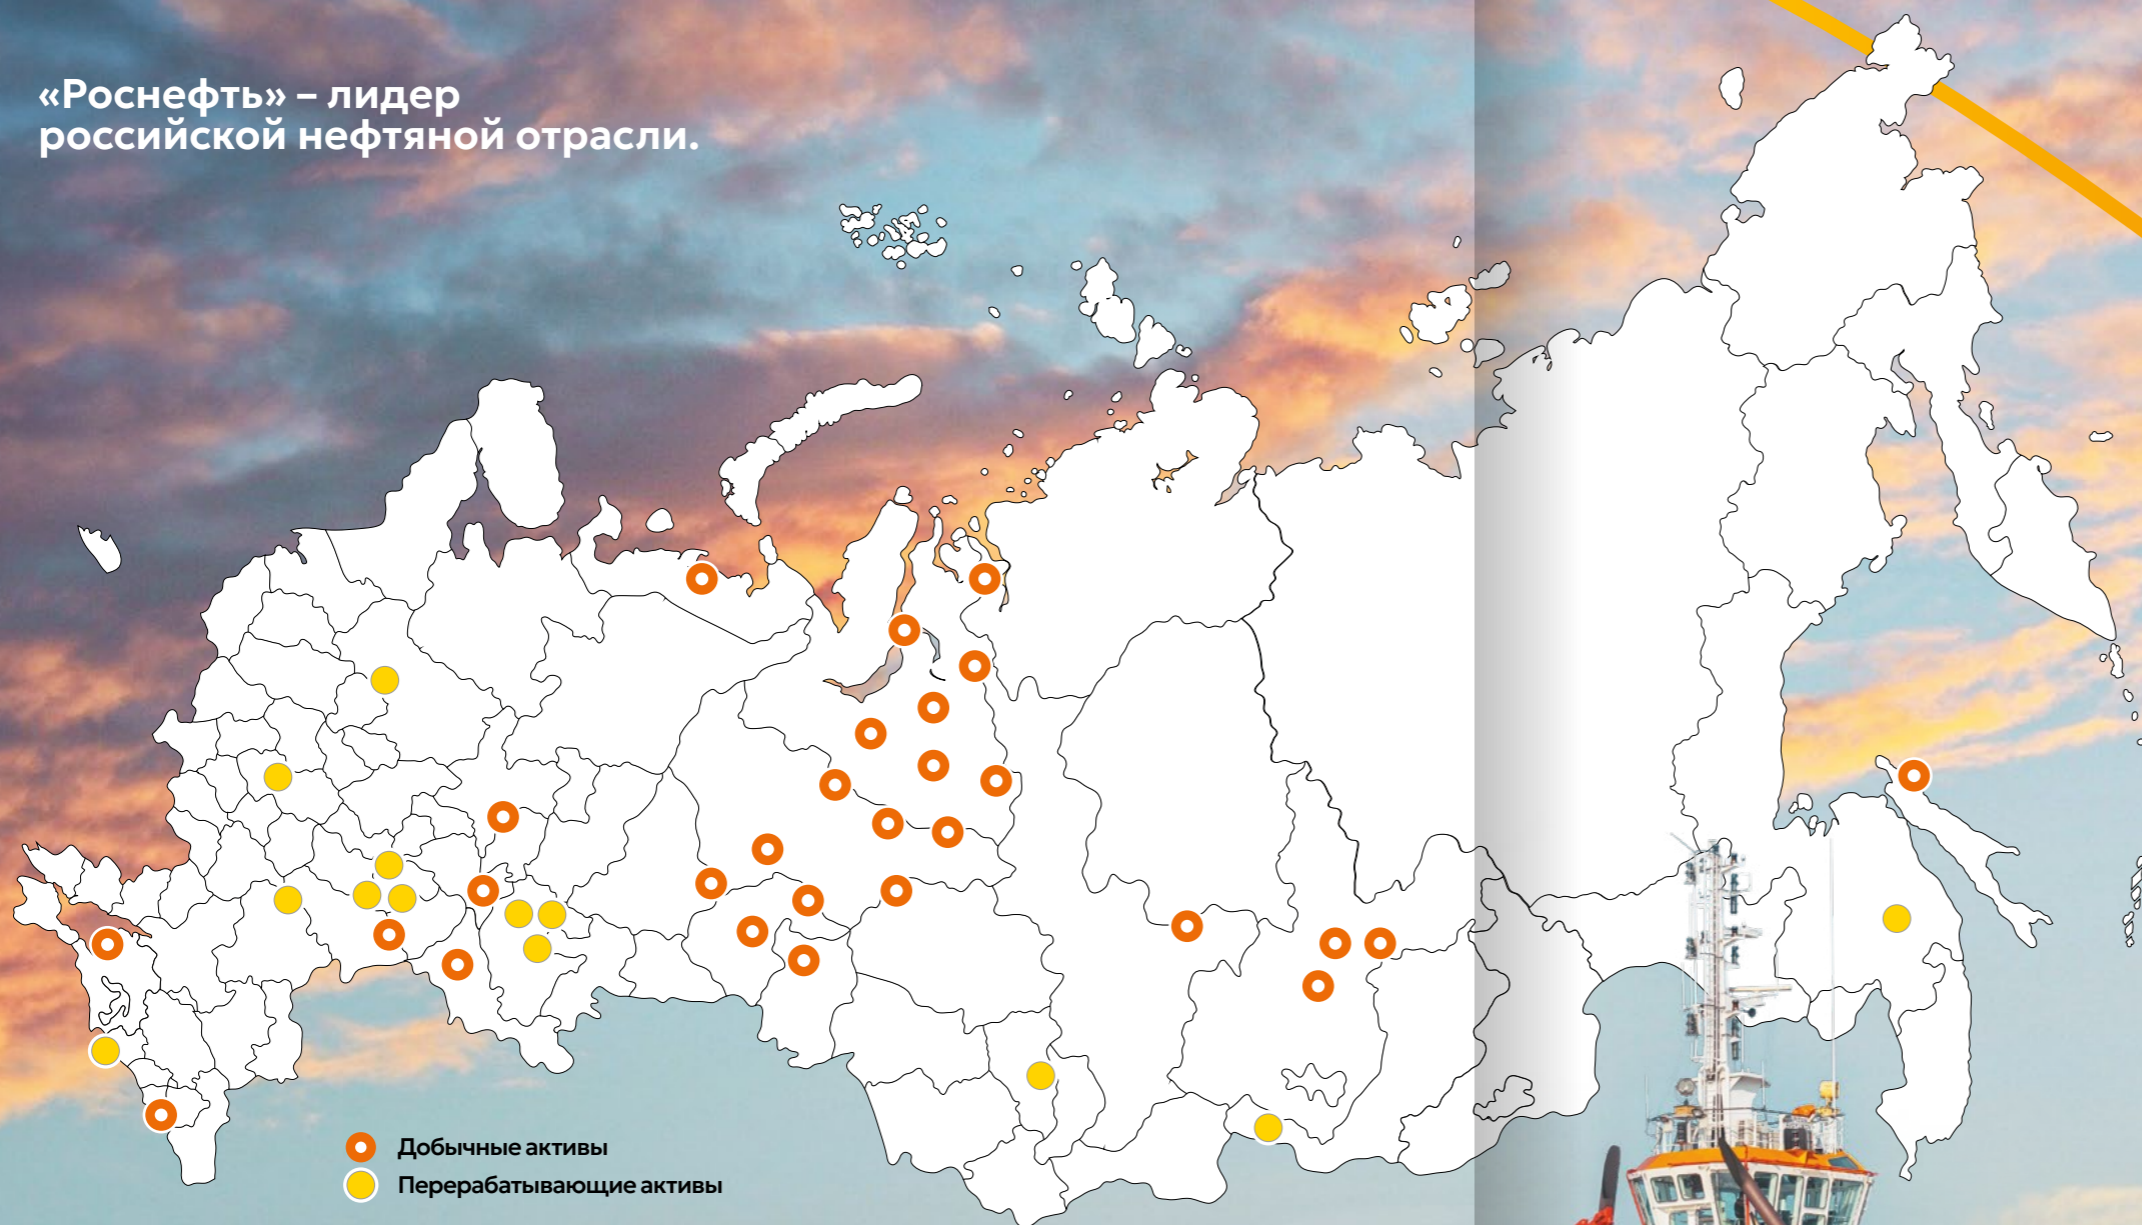 «Роснефть» – лидер
российской нефтяной отрасли.
Добычные активы
Перерабатывающие активы